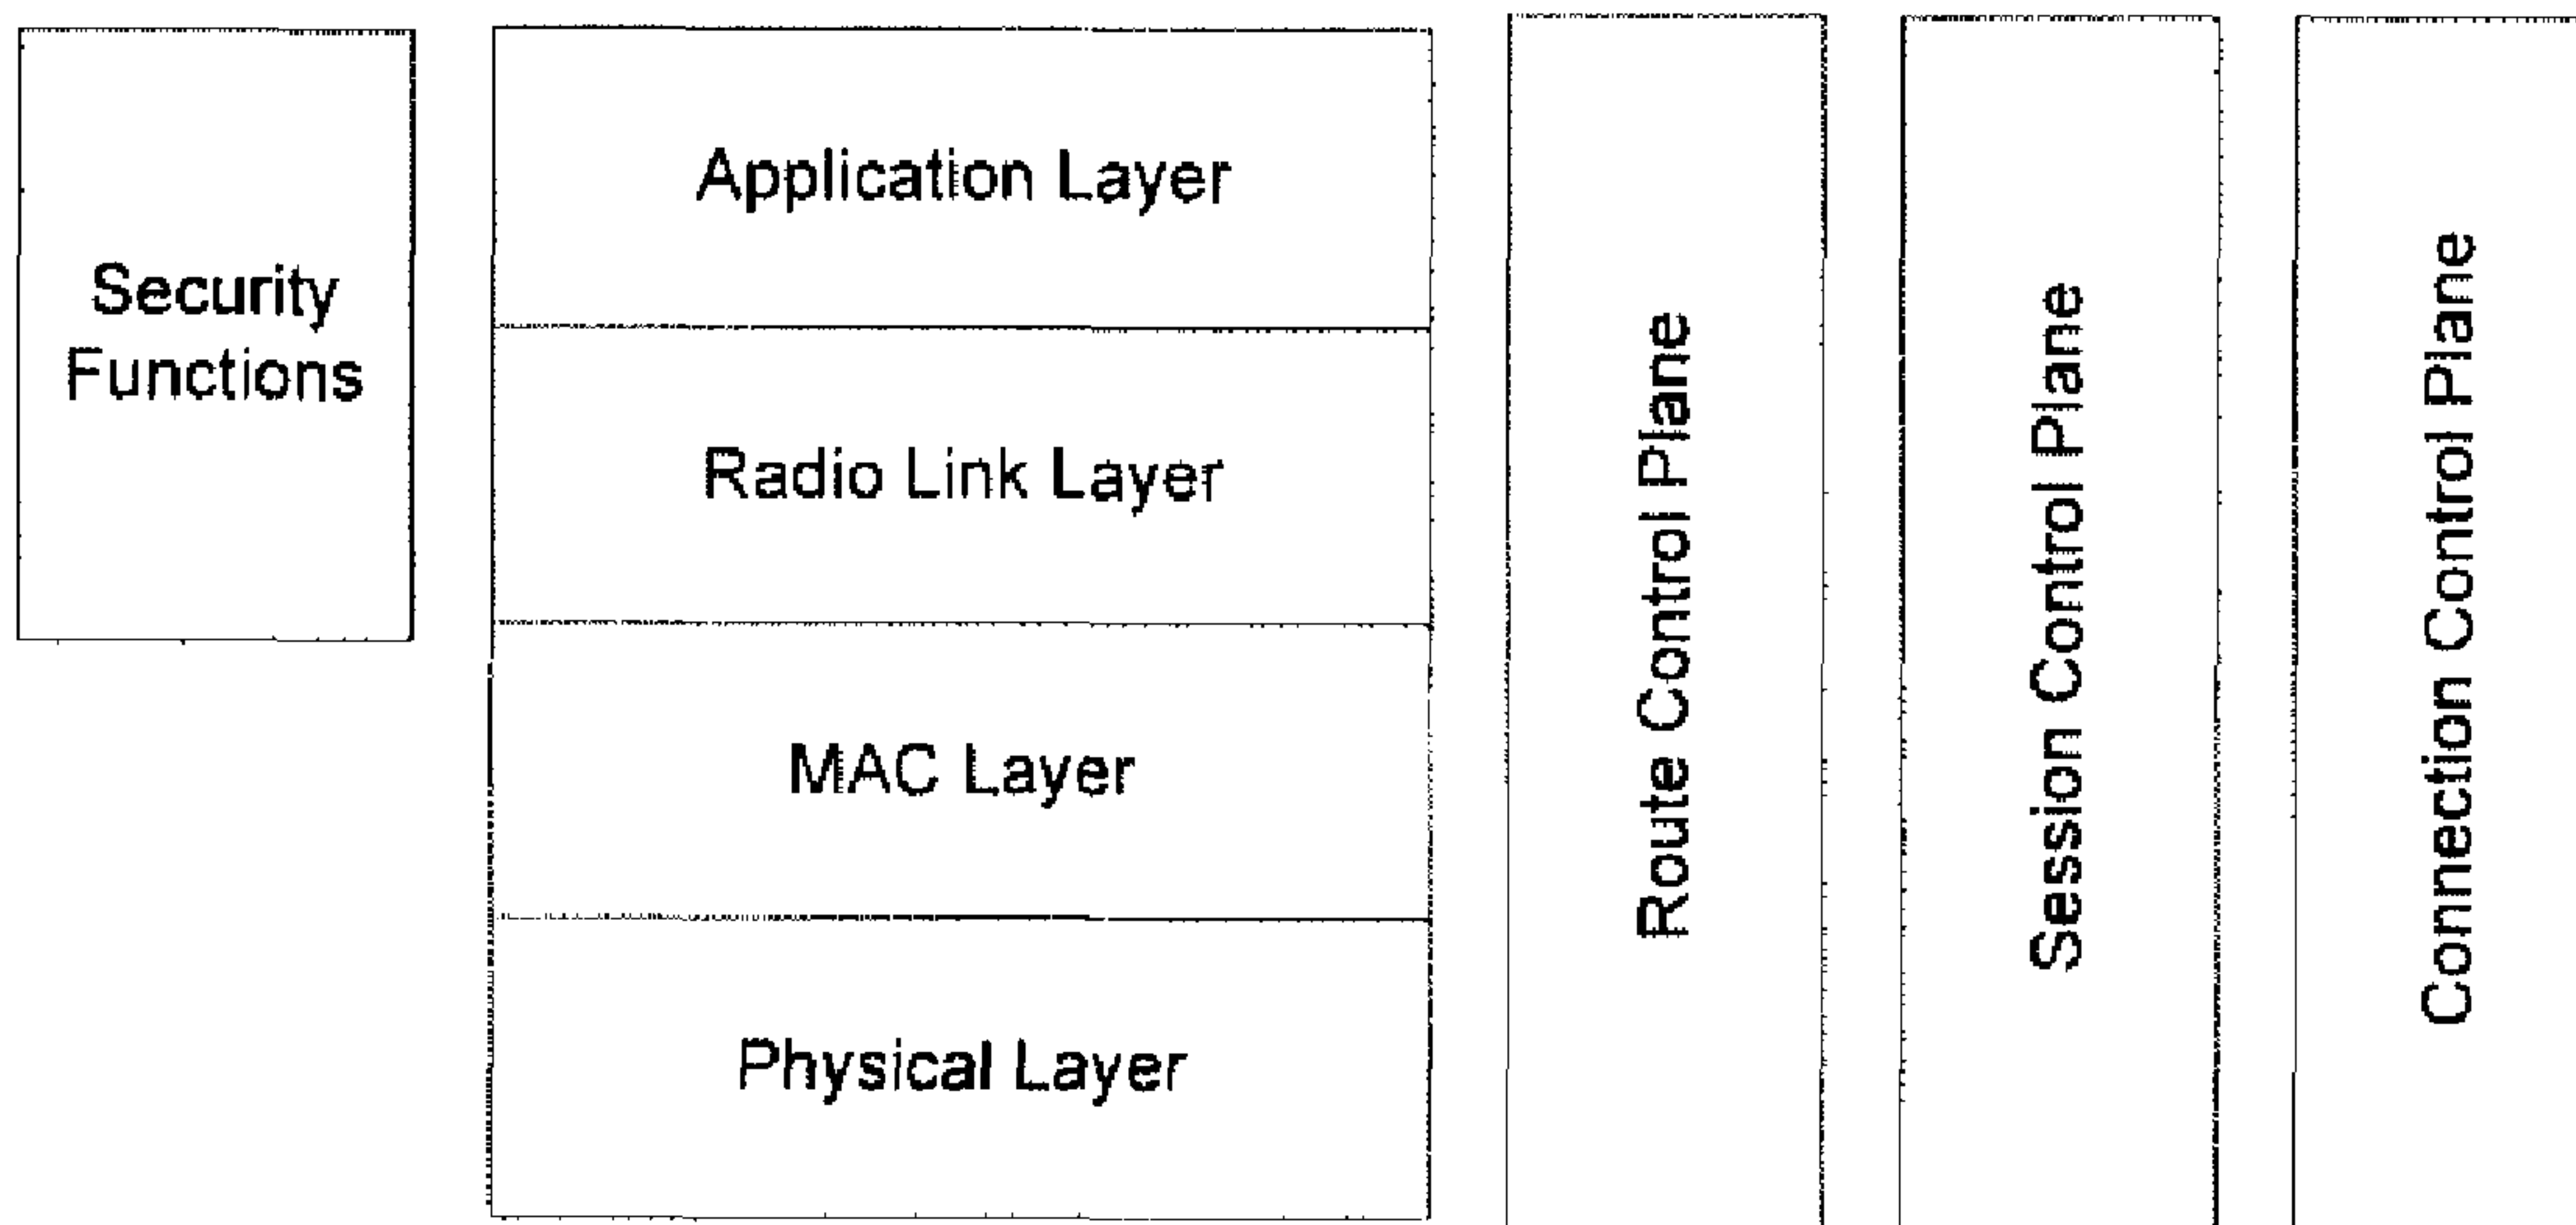 Security
Functions
Application Layer
Radio Link Layer
MAC Layer
Physical Layer
Route Control Plane
Session Control Plane
Connection Control Plane